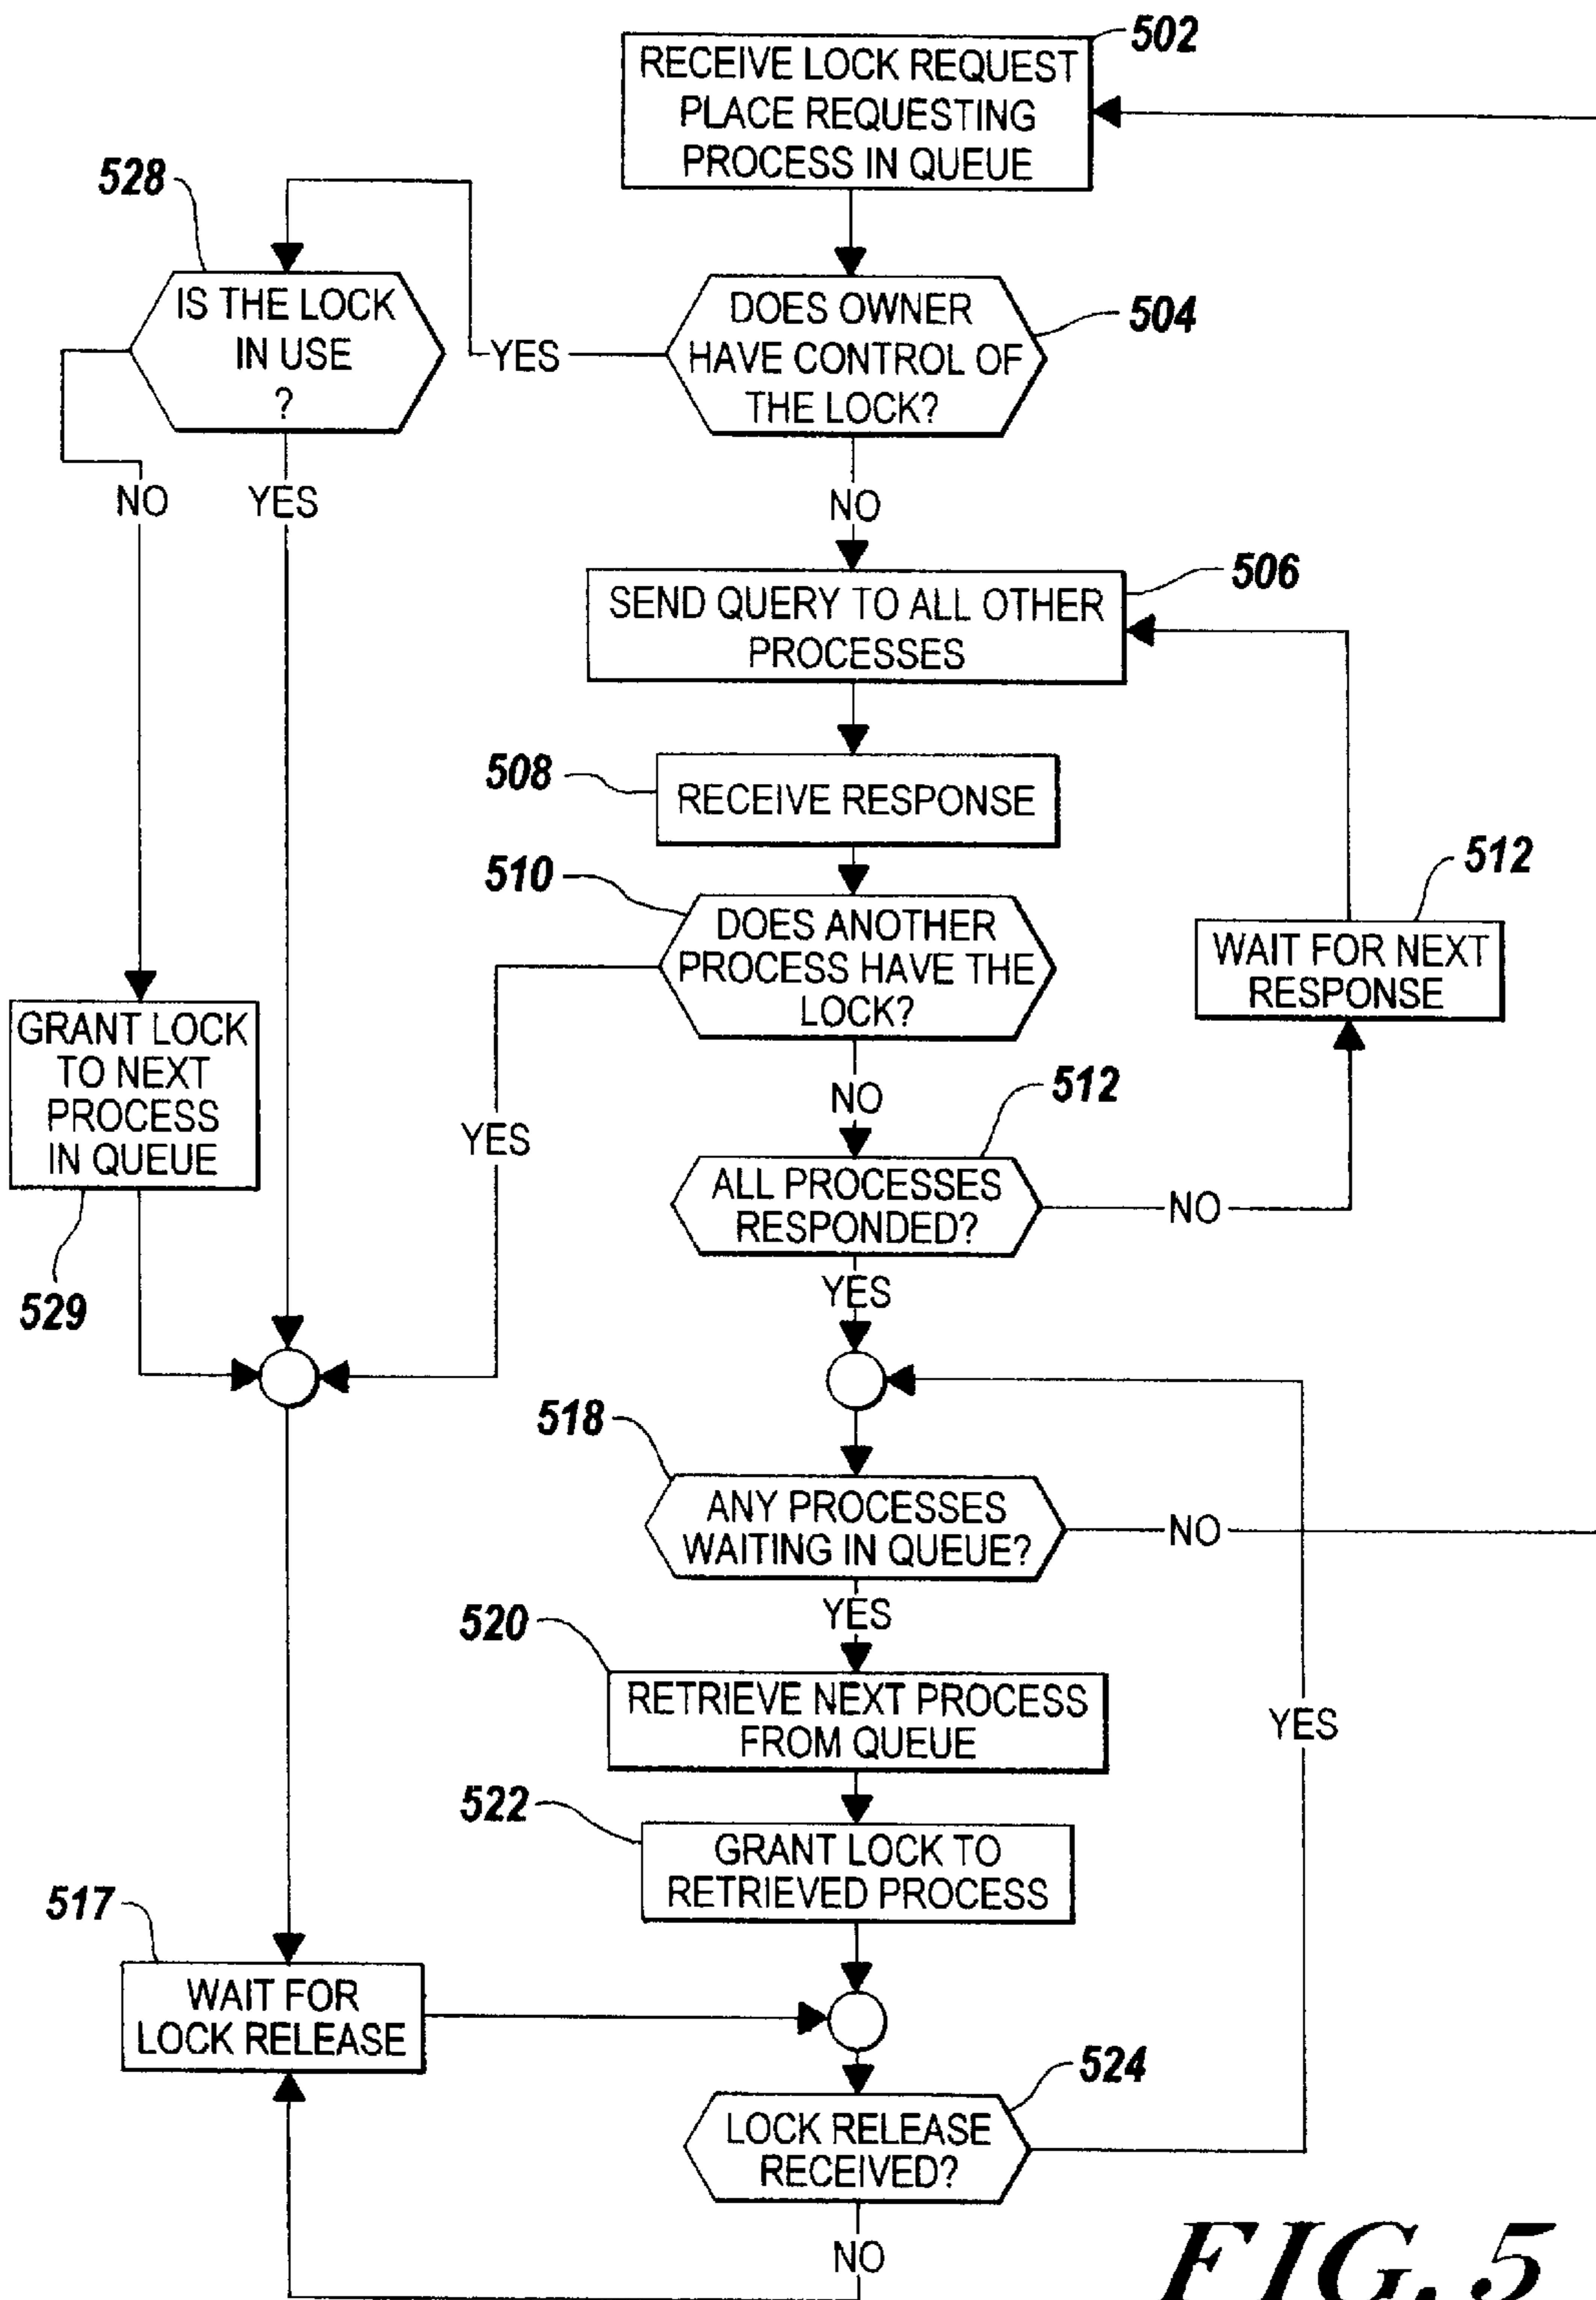 502
RECEIVE LOCK REQUEST
PLACE REQUESTING
PROCESS IN QUEUE
528
IS THE LOCK
IN USE
?
504
DOES OWNER
HAVE CONTROL OF
THE LOCK?
YES
NO
YES
NO
506
SEND QUERY TO ALL OTHER
PROCESSES
508
RECEIVE RESPONSE
510
DOES ANOTHER
PROCESS HAVE THE
LOCK?
512
WAIT FOR NEXT
RESPONSE
GRANT LOCK
TO NEXT
PROCESS
IN QUEUE
529
YES
NO
512
ALL PROCESSES
RESPONDED?
NO
YES
518
ANY PROCESSES
WAITING IN QUEUE?
NO
YES
520
RETRIEVE NEXT PROCESS
FROM QUEUE
YES
522
GRANT LOCK TO
RETRIEVED PROCESS
517
WAIT FOR
LOCK RELEASE
524
LOCK RELEASE
RECEIVED?
NO
FIG. 5